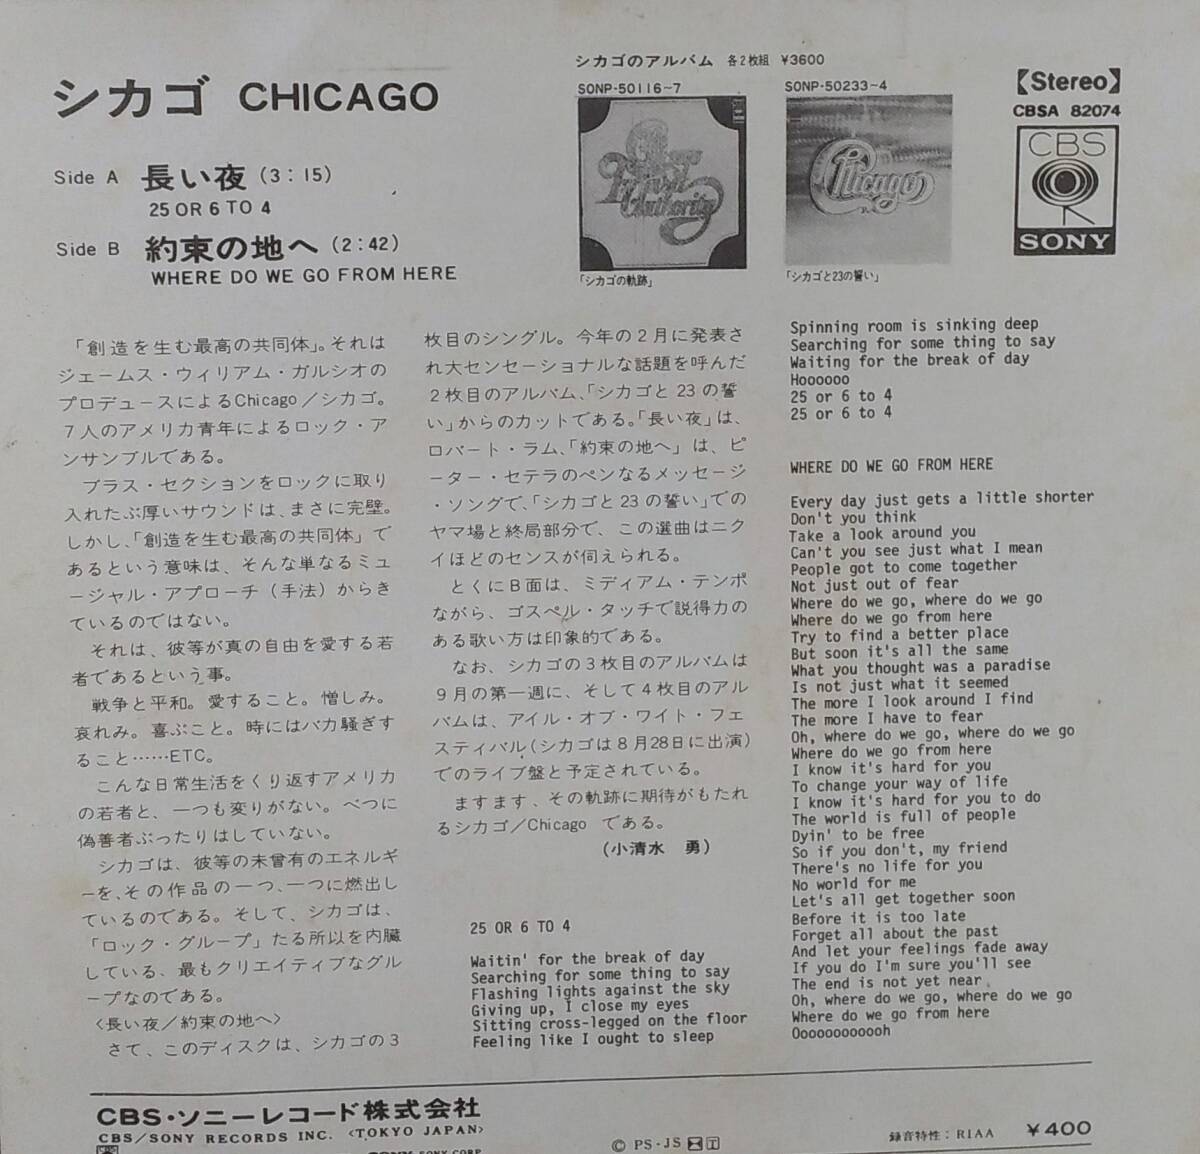 シカゴ CHICAGO
Side A 長い夜 (3:15)
25 OR 6 TO 4
Side B 約束の地へ (2:42)
WHERE DO WE GO FROM HERE
シカゴのアルバム 各2枚組 ¥3600
SONP-50116~7
SONP-50233-4
Chicago Transit Authority
Chicago
「シカゴの軌跡」
「シカゴと23の誓い」
【Stereo】
CBSA 82074
CBS
SONY
「創造を生む最高の共同体」。それは
ジェームス・ウィリアム・ガルシオの
プロデュースによるChicago/シカゴ。
7人のアメリカ青年によるロック・ア
ンサンブルである。
ブラス・セクションをロックに取り
入れたぶ厚いサウンドは、まさに完璧。
しかし、「創造を生む最高の共同体」で
あるという意味は、そんな単なるミュ
ージャル・アプローチ(手法)からき
ているのではない。
それは、彼等が真の自由を愛する若
者であるという事。
戦争と平和。愛すること。憎しみ。
哀れみ。喜ぶこと。時にはバカ騒ぎす
ること……ETC。
こんな日常生活をくり返すアメリカ
の若者と、一つも変りがない。べつに
偽善者ぶったりはしていない。
シカゴは、彼等の未曾有のエネルギ
ーを、その作品の一つ、一つに燃出し
ているのである。そして、シカゴは、
「ロック・グループ」たる所以を内臓
している、最もクリエイティブなグル
ープなのである。
〈長い夜/約束の地へ〉
さて、このディスクは、シカゴの3
枚目のシングル。今年の2月に発表さ
れ大センセーショナルな話題を呼んだ
2枚目のアルバム、「シカゴと23の誓
い」からのカットである。「長い夜」は、
ロバート・ラム、「約束の地へ」は、ピ
ーター・セテラのペンなるメッセージ
・ソングで、「シカゴと23の誓い」での
ヤマ場と終局部分で、この選曲はニク
イほどのセンスが伺えられる。
とくにB面は、ミディアム・テンポ
ながら、ゴスペル・タッチで説得力の
ある歌い方は印象的である。
なお、シカゴの3枚目のアルバムは
9月の第一週に、そして4枚目のアル
バムは、アイル・オブ・ワイト・フェ
スティバル(シカゴは8月28日に出演)
でのライブ盤と予定されている。
ますます、その軌跡に期待がもたれ
るシカゴ/Chicago である。
(小清水 勇)
25 OR 6 TO 4
Waitin' for the break of day
Searching for some thing to say
Flashing lights against the sky
Giving up, I close my eyes
Sitting cross-legged on the floor
Feeling like I ought to sleep
Spinning room is sinking deep
Searching for some thing to say
Waiting for the break of day
Hoooooo
25 or 6 to 4
25 or 6 to 4
WHERE DO WE GO FROM HERE
Every day just gets a little shorter
Don't you think
Take a look around you
Can't you see just what I mean
People got to come together
Not just out of fear
Where do we go, where do we go
Where do we go from here
Try to find a better place
But soon it's all the same
What you thought was a paradise
Is not just what it seemed
The more I look around I find
The more I have to fear
Oh, where do we go, where do we go
Where do we go from here
I know it's hard for you
To change your way of life
I know it's hard for you to do
The world is full of people
Dyin' to be free
So if you don't, my friend
There's no life for you
No world for me
Let's all get together soon
Before it is too late
Forget all about the past
And let your feelings fade away
If you do I'm sure you'll see
The end is not yet near
Oh, where do we go, where do we go
Where do we go from here
Ooooooooooooh
CBS・ソニーレコード株式会社
CBS/SONY RECORDS INC. <TOKYO JAPAN>
SONY CORP
Ⓒ PS・JS
録音特性:RIAA ¥400